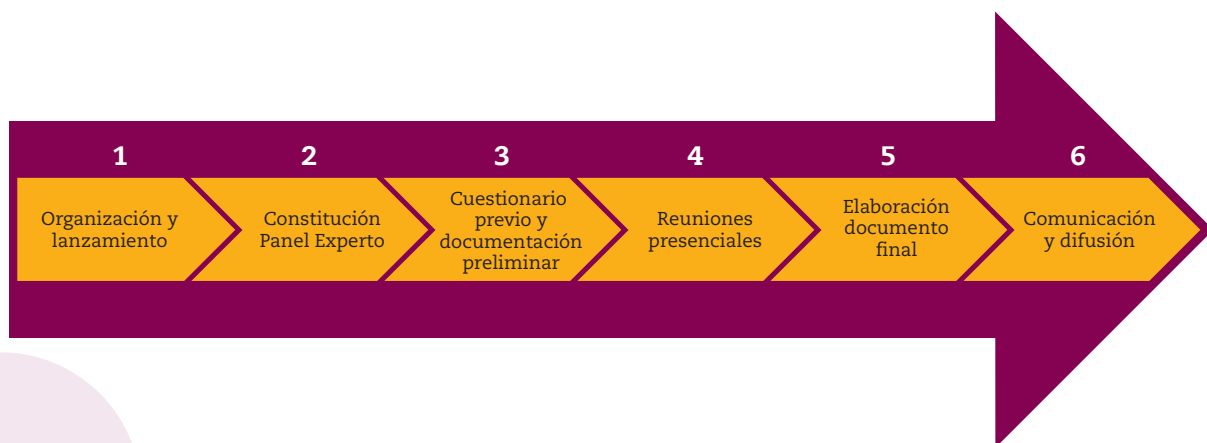 1
Organización y
lanzamiento
2
Constitución
Panel Experto
3
Cuestionario
previo y
documentación
preliminar
4
Reuniones
presenciales
5
Elaboración
documento
final
6
Comunicación
y difusión